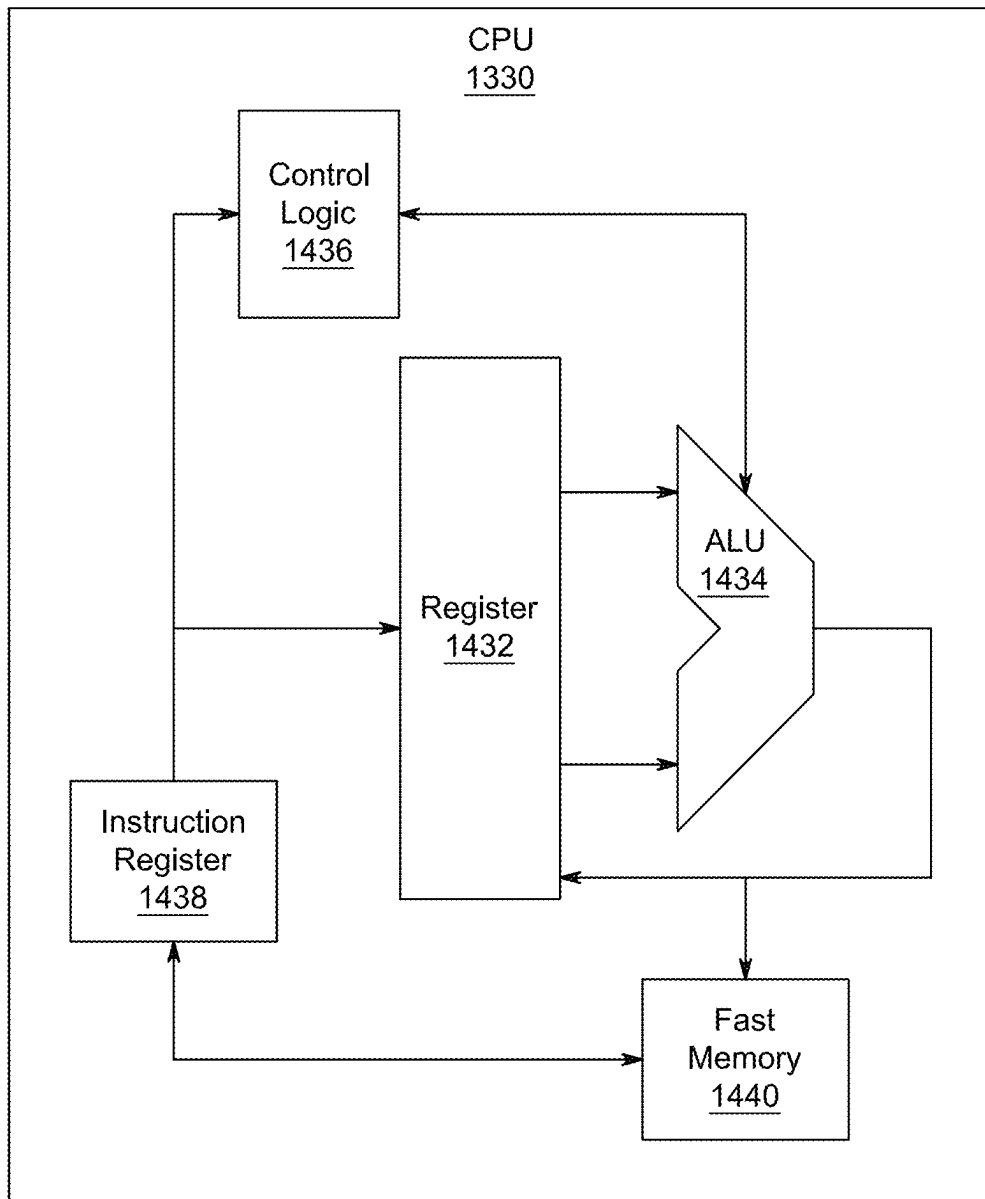 CPU
1330
Control
Logic
1436
ALU
1434
Register
1432
Instruction
Register
1438
Fast
Memory
1440